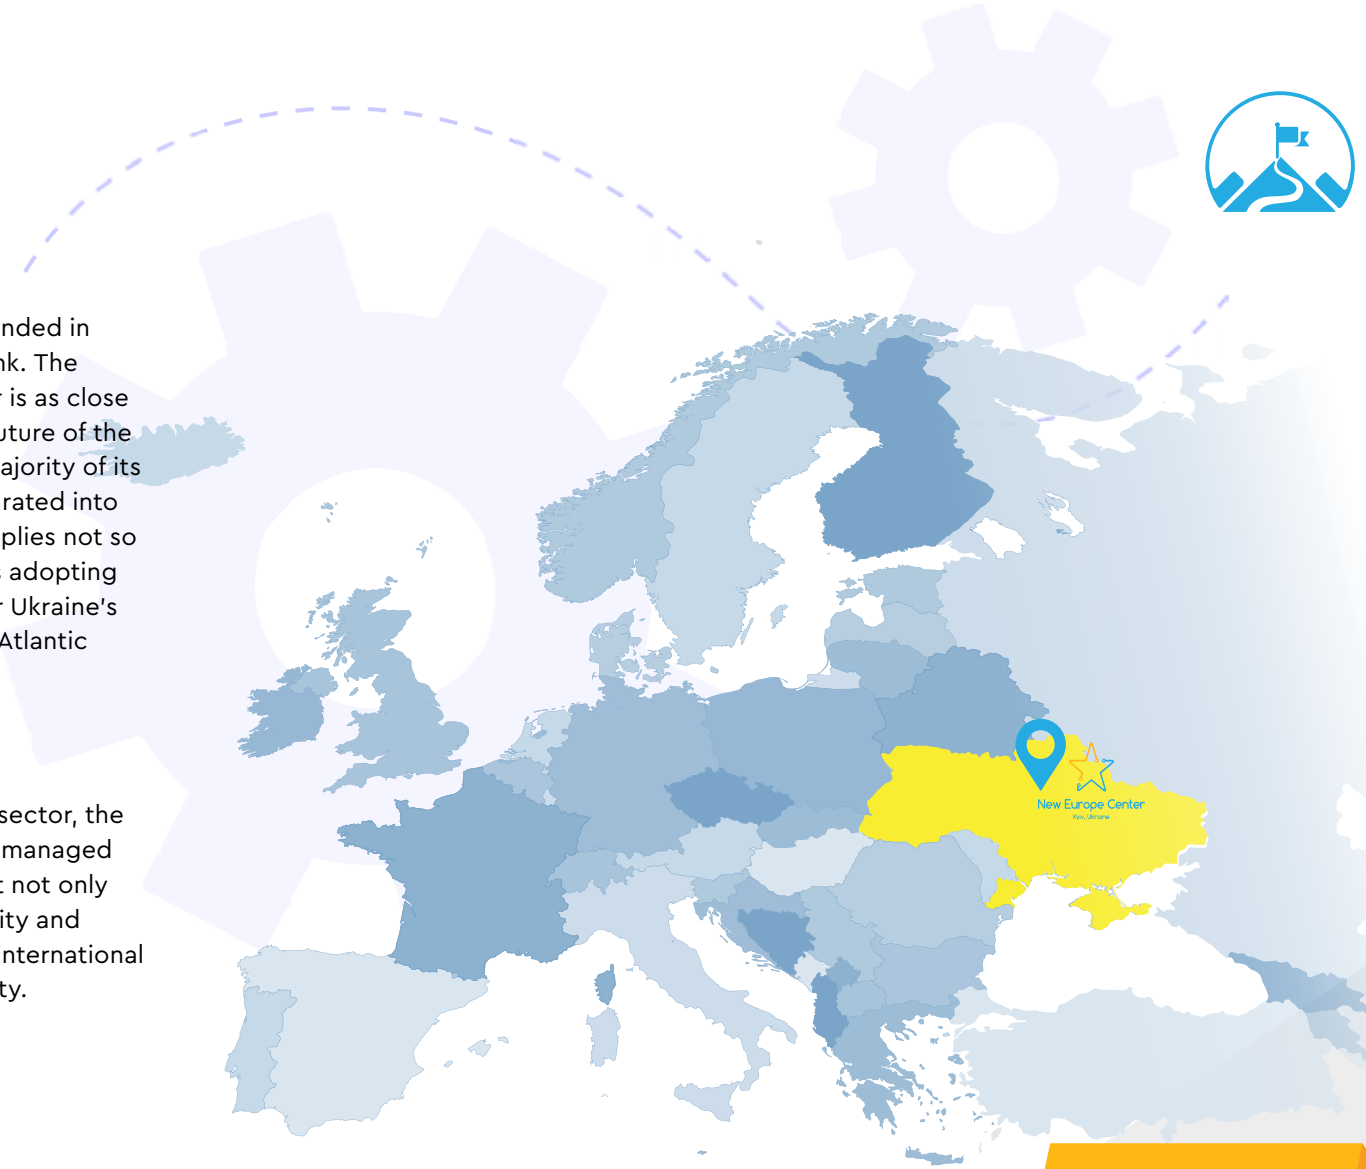 nded in
nk. The
r is as close
uture of the
ajority of its
rated into
plies not so
s adopting
r Ukraine's
Atlantic
sector, the
managed
t not only
ity and
international
ty.
New Europe Center
Kyiv, Ukraine